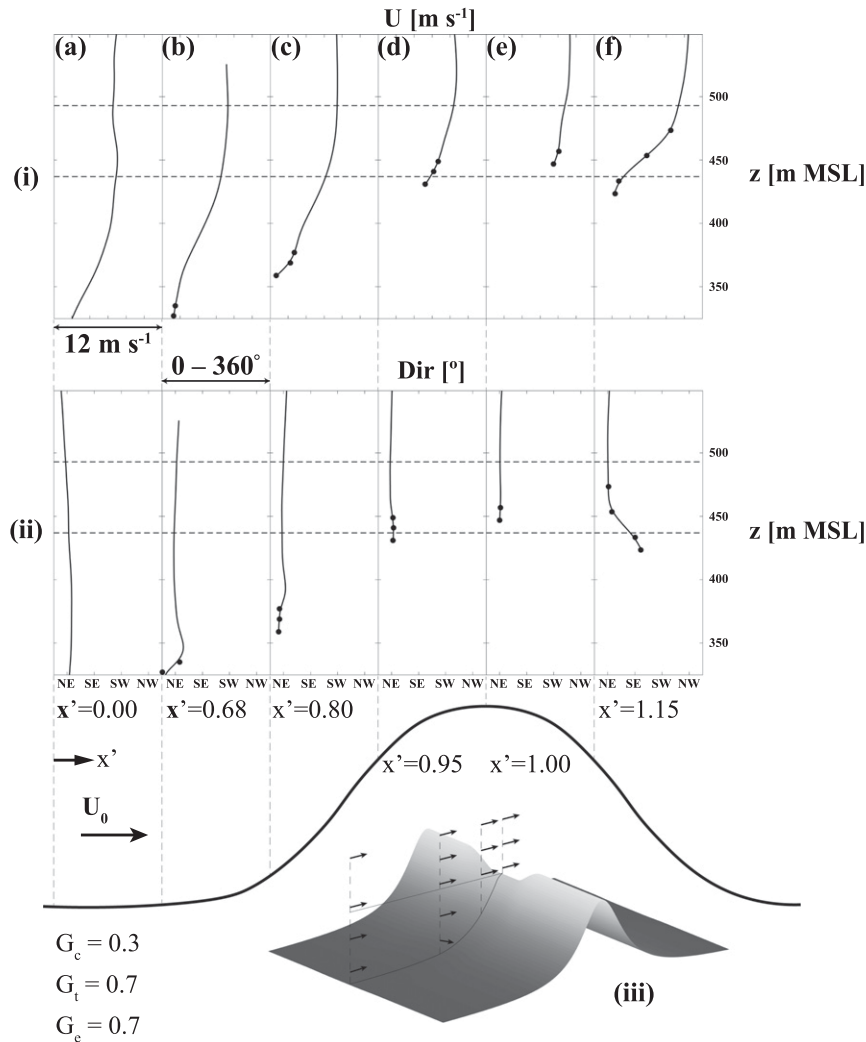 U [m s⁻¹]
(a) (b) (c) (d) (e) (f)
500
450
(i) z [m MSL]
400
350
12 m s⁻¹
0 – 360° Dir [º]
500
450
(ii) z [m MSL]
400
350
NE SE SW NW NE SE SW NW NE SE SW NW NE SE SW NW NE SE SW NW NE SE SW NW
x’=0.00 x’=0.68 x’=0.80 x’=1.15
x’ x’=0.95 x’=1.00
U₀
G_c = 0.3
G_t = 0.7
(iii)
G_e = 0.7